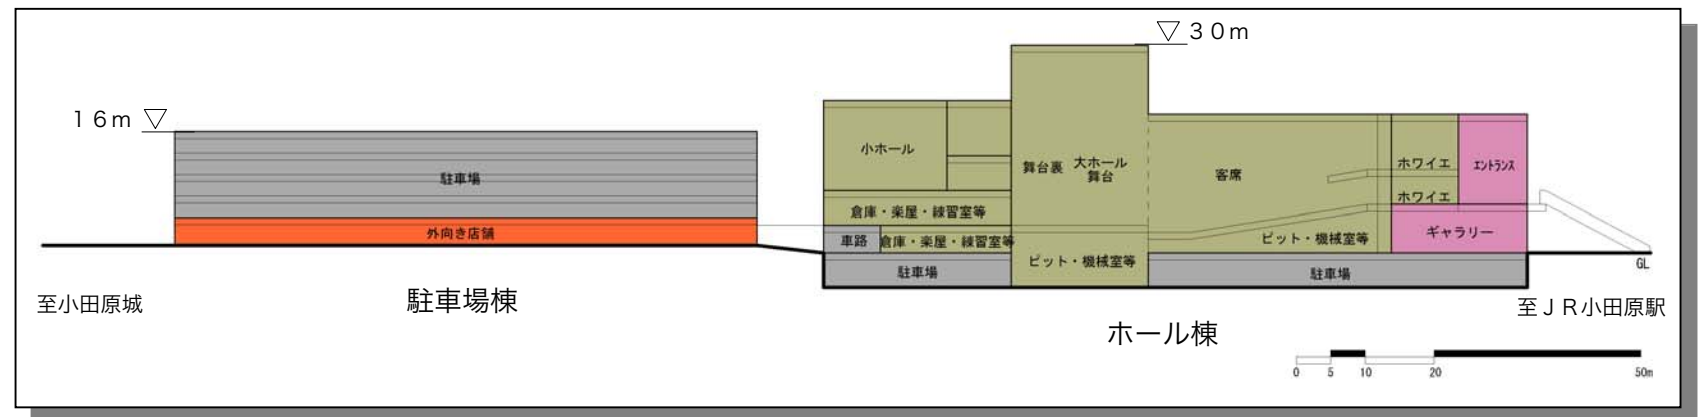 ▽３０m
１６m ▽
小ホール
舞台裏 大ホール
舞台
客席
ホワイエ
エントランス
駐車場
ホワイエ
倉庫・楽屋・練習室等
外向き店舗
車路
倉庫・楽屋・練習室等
ピット・機械室等
ギャラリー
ピット・機械室等
駐車場
駐車場
GL
至小田原城
駐車場棟
至ＪＲ小田原駅
ホール棟
0 5 10 20 50m